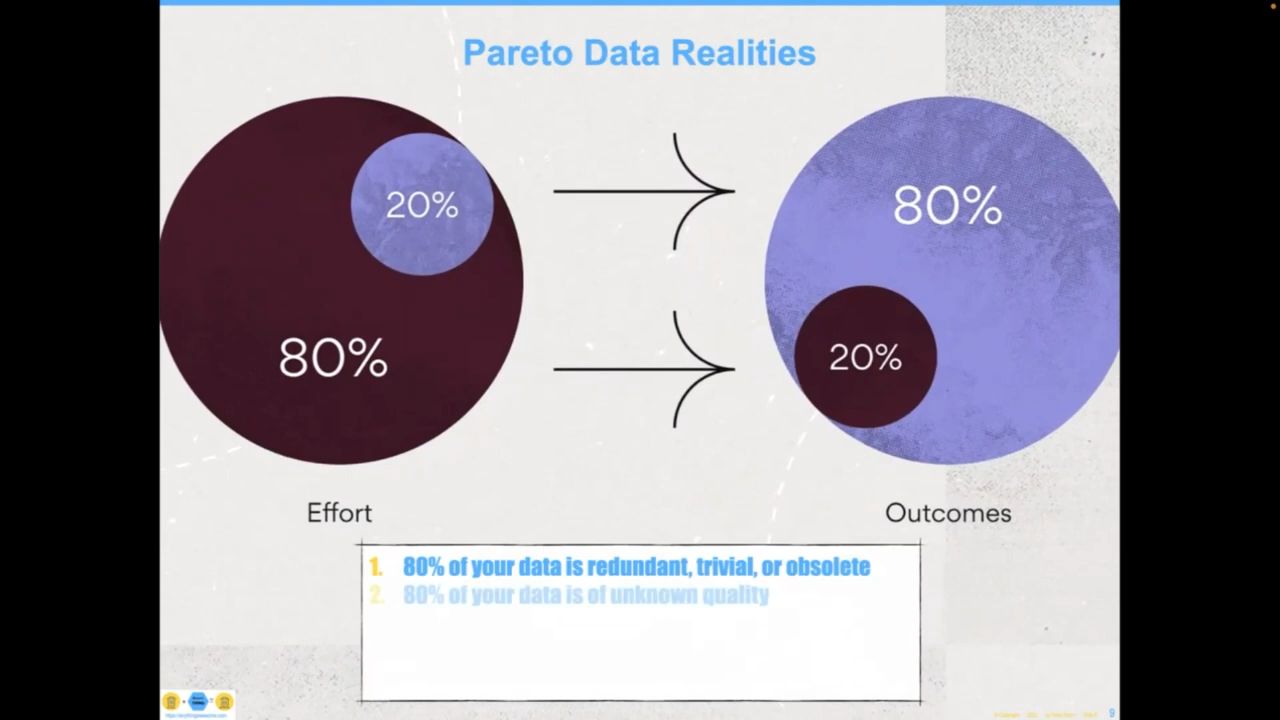 Pareto Data Realities
20%
80%
80%
20%
Effort
Outcomes
1. 80% of your data is redundant, trivial, or obsolete
2. 80% of your data is of unknown quality
9